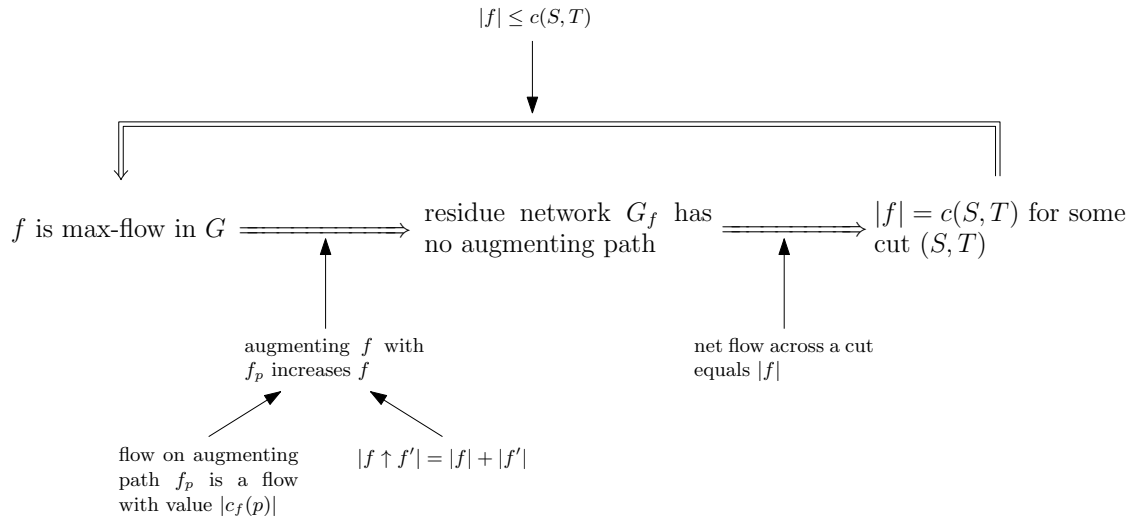 |f| ≤ c(S, T)
f is max-flow in G
residue network G_f has
no augmenting path
|f| = c(S, T) for some
cut (S, T)
augmenting f with
f_p increases f
net flow across a cut
equals |f|
flow on augmenting
path f_p is a flow
with value |c_f(p)|
|f ↑ f'| = |f| + |f'|